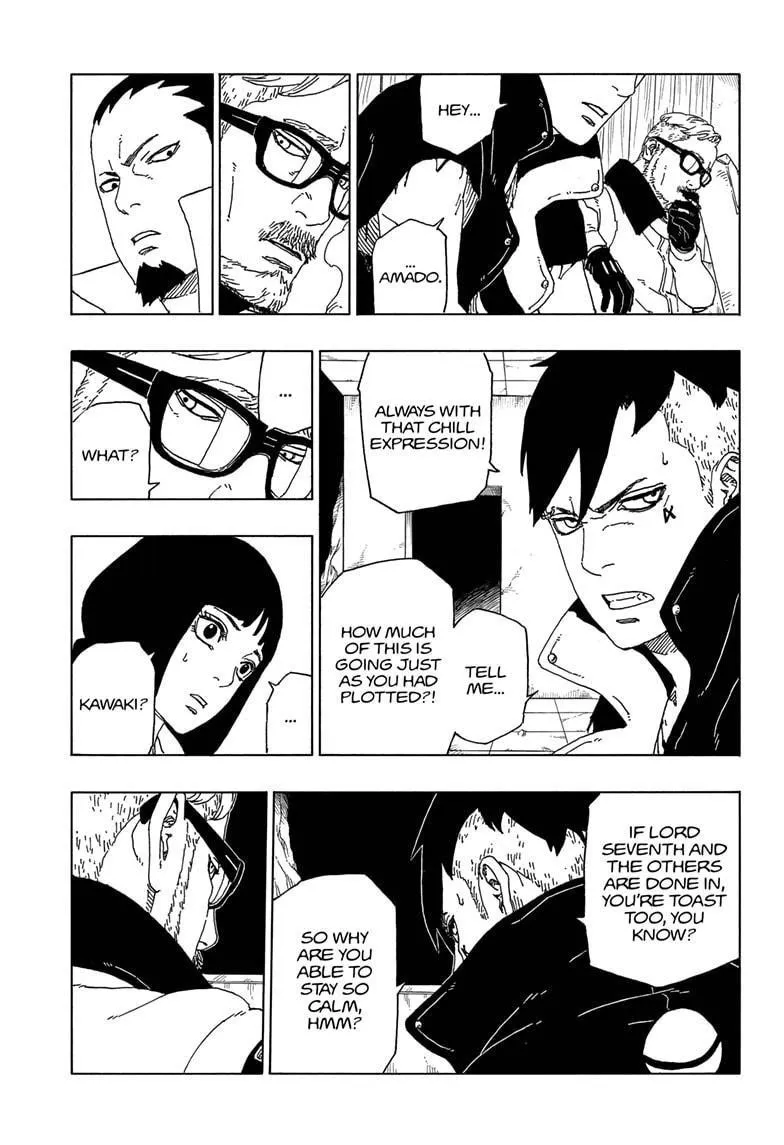 HEY...
...
AMADO.
ALWAYS WITH
THAT CHILL
EXPRESSION!
TELL
ME...
HOW MUCH
OF THIS IS
GOING JUST
AS YOU HAD
PLOTTED?!
...
WHAT?
...
KAWAKI?
IF LORD
SEVENTH AND
THE OTHERS
ARE DONE IN,
YOU'RE TOAST
TOO, YOU
KNOW?
SO WHY
ARE YOU
ABLE TO
STAY SO
CALM,
HMM?